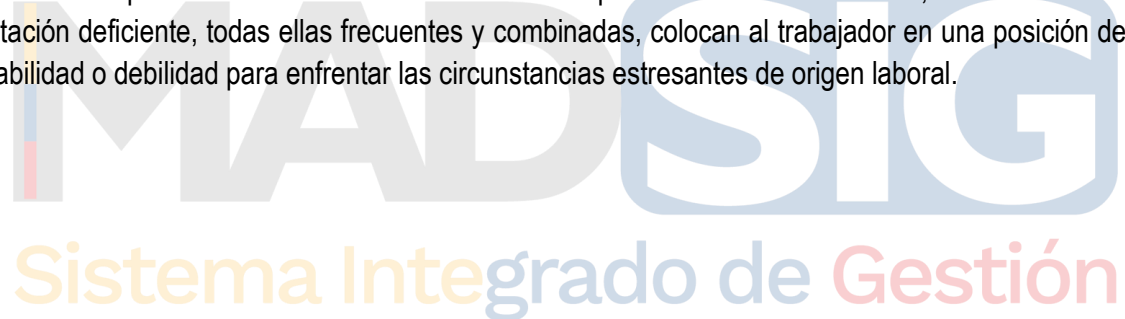 tación deficiente, todas ellas frecuentes y combinadas, colocan al trabajador en una posición de
abilidad o debilidad para enfrentar las circunstancias estresantes de origen laboral.
MADSIG
Sistema Integrado de Gestión